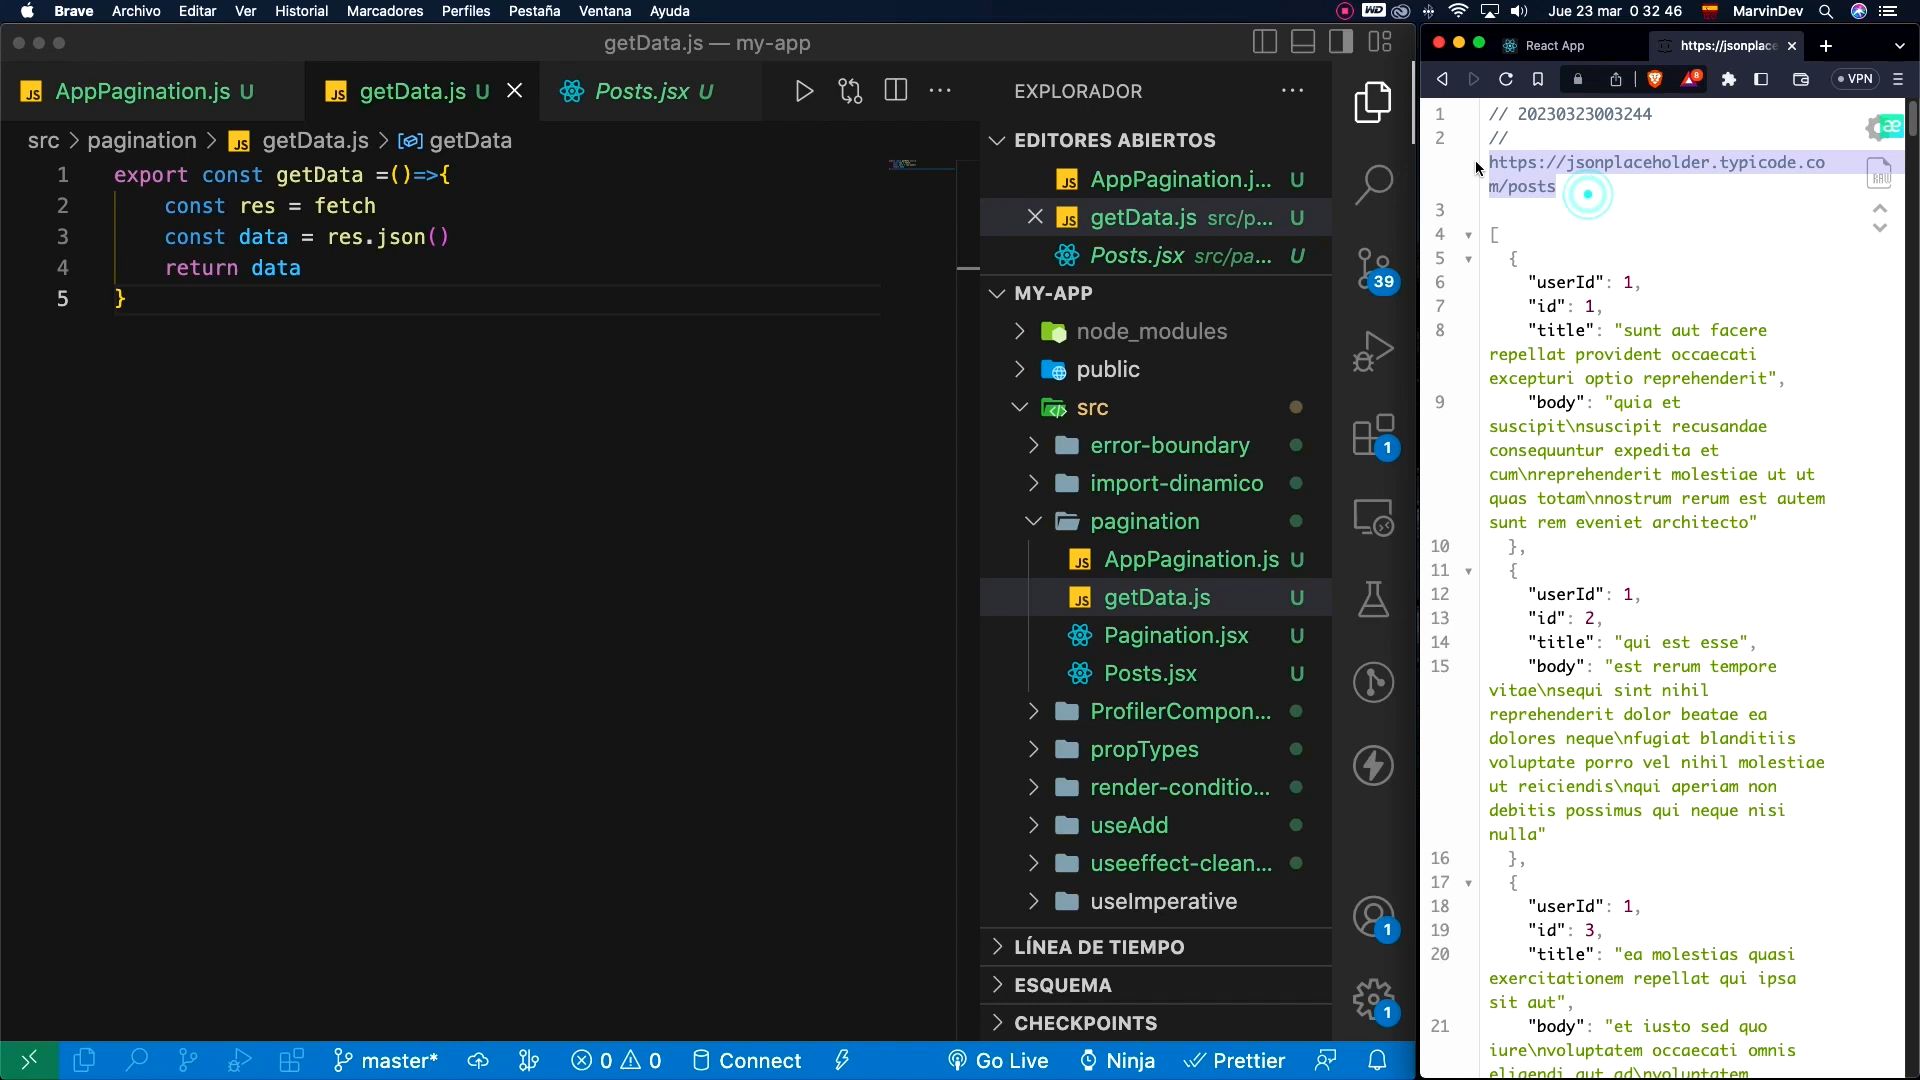 Brave Archivo Editar Ver Historial Marcadores Perfiles Pestaña Ventana Ayuda
WD Jue 23 mar 0 32 46 MarvinDev
getData.js — my-app
AppPagination.js U
getData.js U
Posts.jsx U
src > pagination > getData.js > getData
1 export const getData =()=>{
2 const res = fetch
3 const data = res.json()
4 return data
5 }
EXPLORADOR
EDITORES ABIERTOS
AppPagination.j... U
getData.js src/p... U
Posts.jsx src/pa... U
MY-APP
node_modules
public
src
error-boundary
import-dinamico
pagination
AppPagination.js U
getData.js U
Pagination.jsx U
Posts.jsx U
ProfilerCompon...
propTypes
render-conditio...
useAdd
useeffect-clean...
useImperative
LÍNEA DE TIEMPO
ESQUEMA
CHECKPOINTS
39
1
1
1
master* 0 0 Connect Go Live Ninja Prettier
React App
https://jsonplace
8
VPN
1 // 20230323003244
2 //
https://jsonplaceholder.typicode.co
m/posts
3
4 [
5 {
6 "userId": 1,
7 "id": 1,
8 "title": "sunt aut facere
repellat provident occaecati
excepturi optio reprehenderit",
9 "body": "quia et
suscipit\nsuscipit recusandae
consequuntur expedita et
cum\nreprehenderit molestiae ut ut
quas totam\nnostrum rerum est autem
sunt rem eveniet architecto"
10 },
11 {
12 "userId": 1,
13 "id": 2,
14 "title": "qui est esse",
15 "body": "est rerum tempore
vitae\nsequi sint nihil
reprehenderit dolor beatae ea
dolores neque\nfugiat blanditiis
voluptate porro vel nihil molestiae
ut reiciendis\nqui aperiam non
debitis possimus qui neque nisi
nulla"
16 },
17 {
18 "userId": 1,
19 "id": 3,
20 "title": "ea molestias quasi
exercitationem repellat qui ipsa
sit aut",
21 "body": "et iusto sed quo
iure\nvoluptatem occaecati omnis
eligendi aut ad\nvoluptatem
æ
RAW